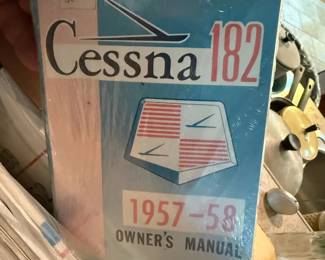 Cessna 182
1957-58
OWNER'S MANUAL